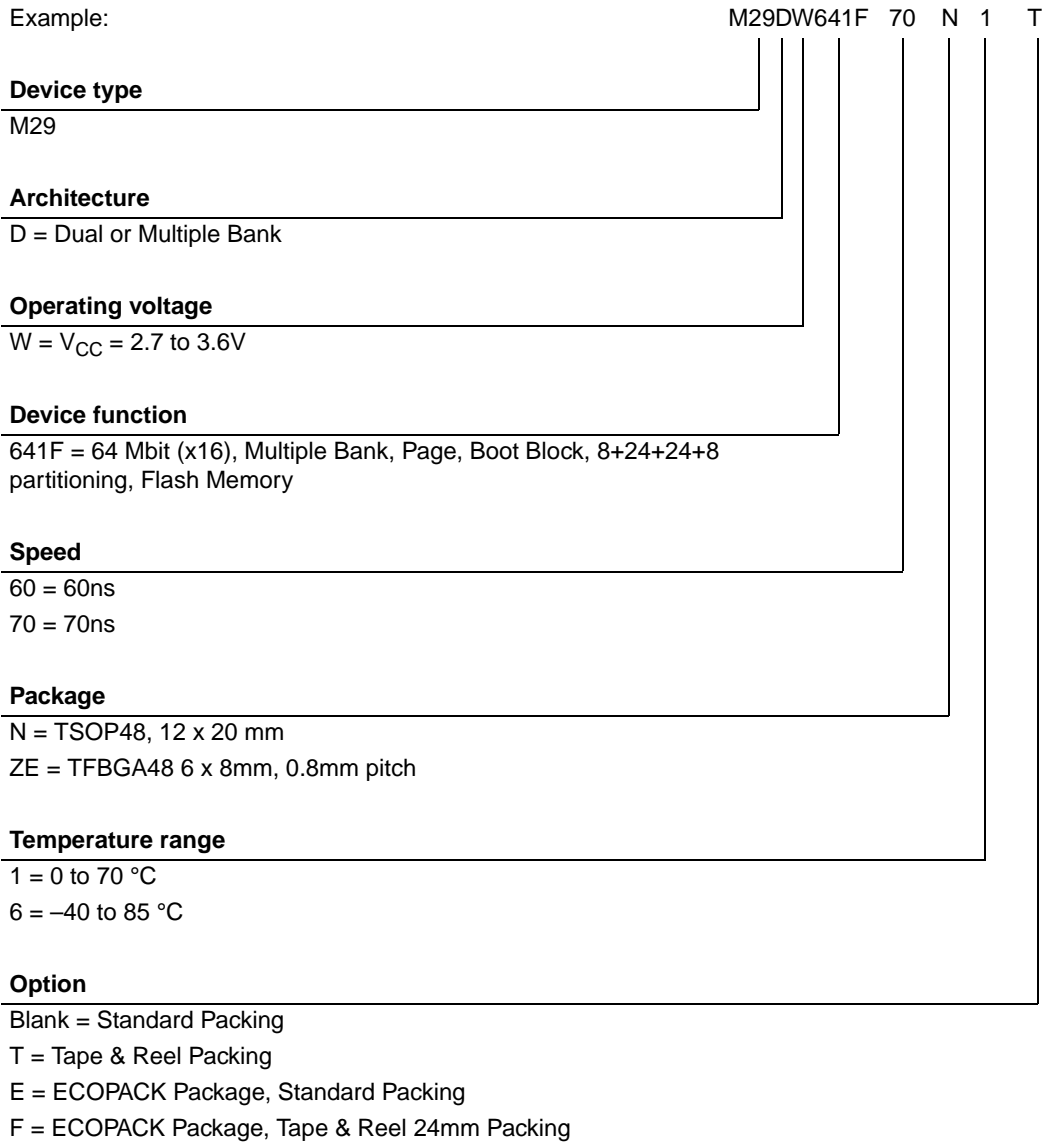 Example: M29DW641F 70 N 1 T
Device type
M29
Architecture
D = Dual or Multiple Bank
Operating voltage
W = VCC = 2.7 to 3.6V
Device function
641F = 64 Mbit (x16), Multiple Bank, Page, Boot Block, 8+24+24+8
partitioning, Flash Memory
Speed
60 = 60ns
70 = 70ns
Package
N = TSOP48, 12 x 20 mm
ZE = TFBGA48 6 x 8mm, 0.8mm pitch
Temperature range
1 = 0 to 70 °C
6 = –40 to 85 °C
Option
Blank = Standard Packing
T = Tape & Reel Packing
E = ECOPACK Package, Standard Packing
F = ECOPACK Package, Tape & Reel 24mm Packing